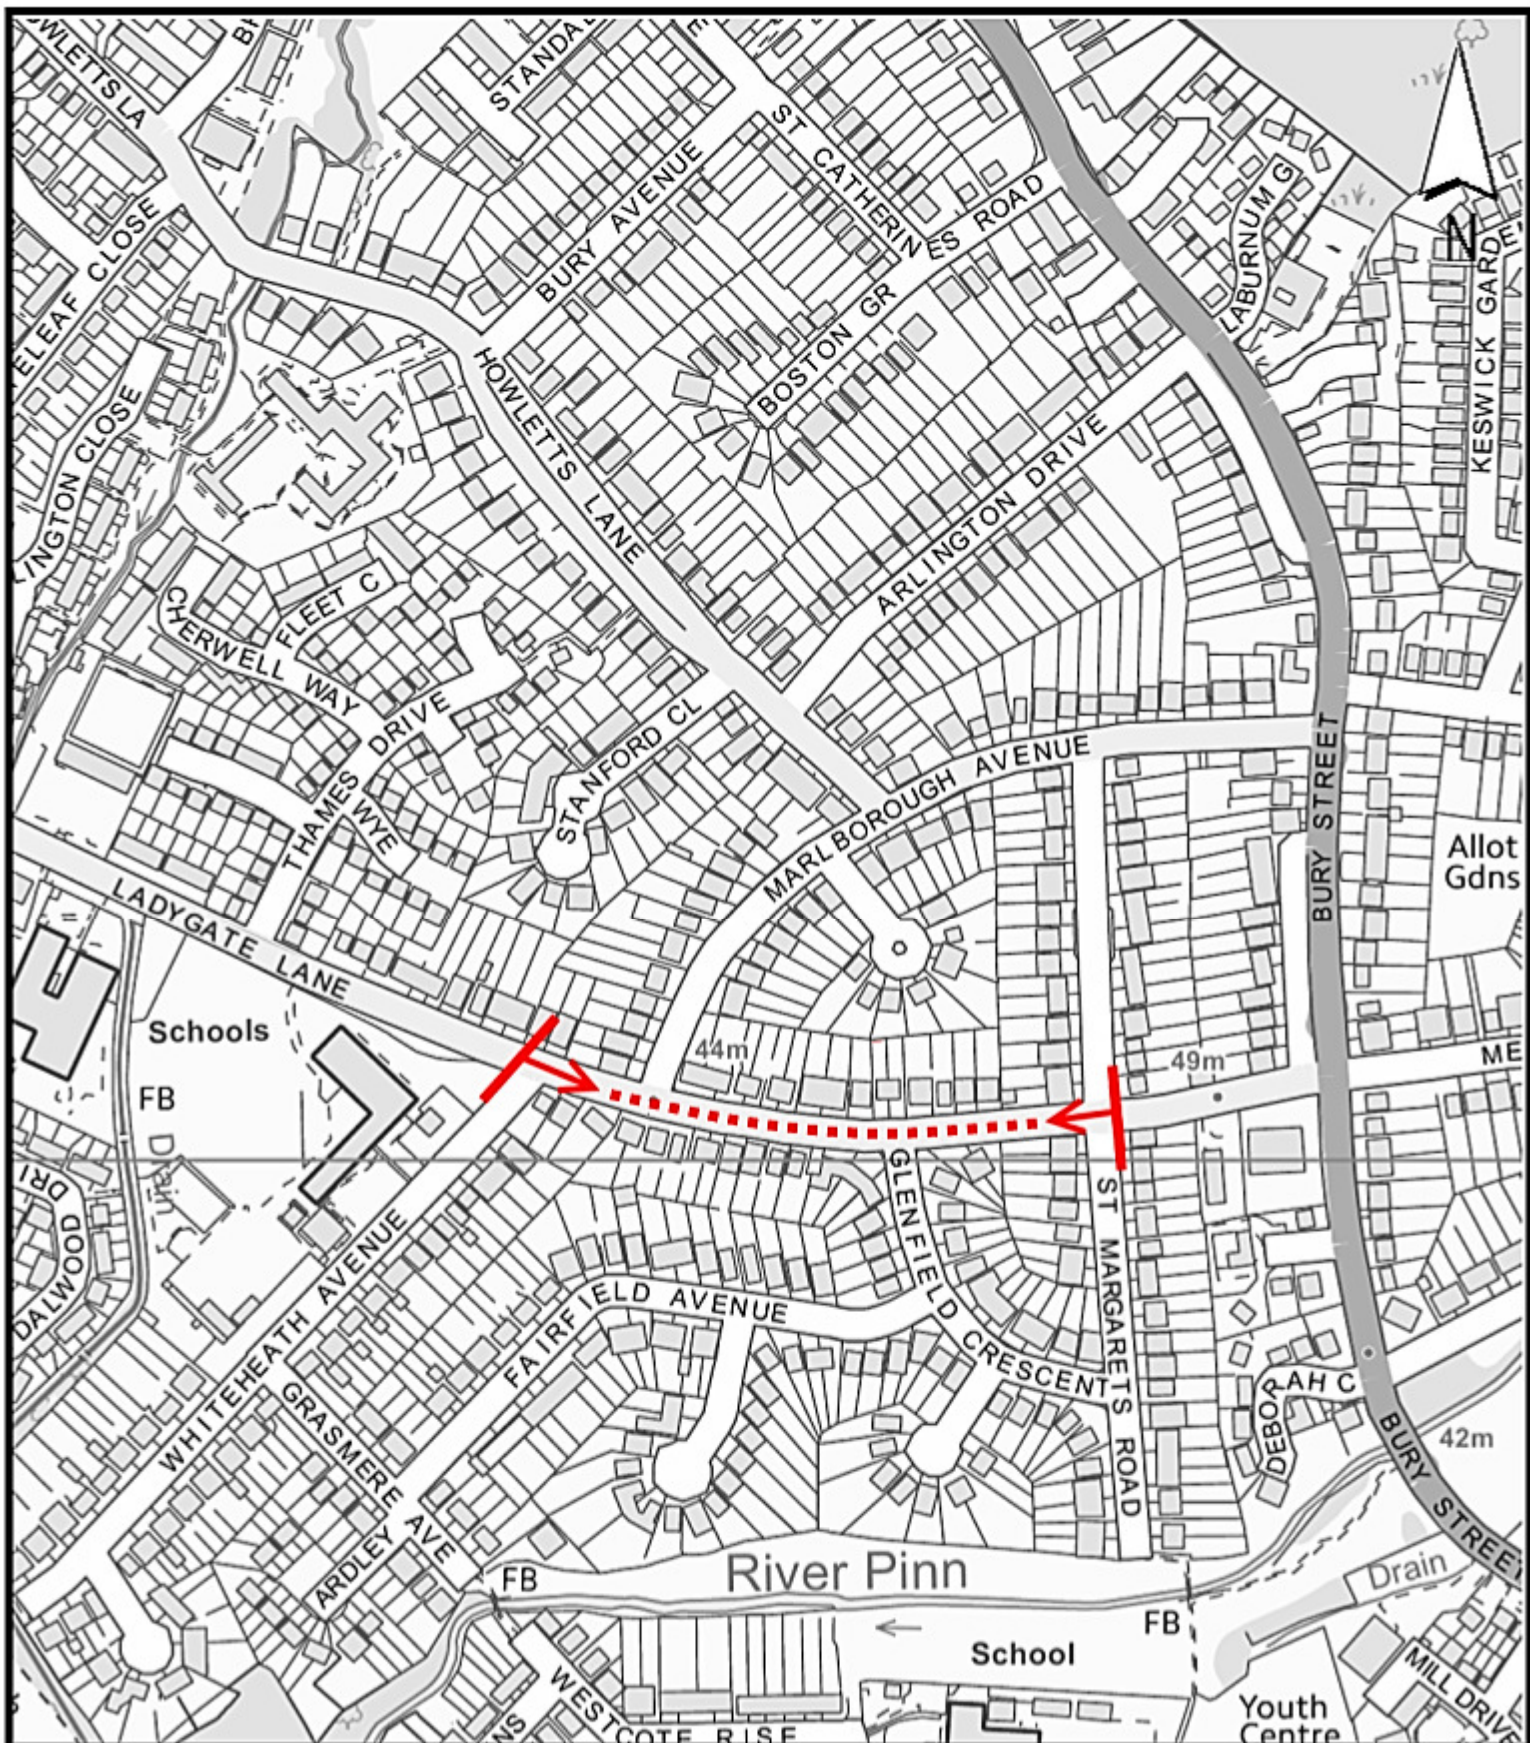 OWLETTS LA
STANDA
ST CATHERINES ROAD
BURY AVENUE
LABURNUM G
KESWICK GARDE
N
ELEAF CLOSE
BOSTON GR
HOWLETTS LANE
INGTON CLOSE
ARLINGTON DRIVE
FLEET C
CHERWELL WAY
THAMES DRIVE
STANFORD CL
WYE
MARLBOROUGH AVENUE
BURY STREET
Allot
Gdns
LADYGATE LANE
Schools
44m
49m
ME
FB
Drain
GLENFIELD CRESCENT
ST MARGARETS ROAD
DALWOOD DRI
WHITEHEATH AVENUE
FAIRFIELD AVENUE
GRASMERE AVE
DEBORAH C
BURY STREET
42m
ARDLEY
FB
River Pinn
Drain
FB
School
MILL DRIVE
Youth
Centre
WESTCOTE RISE
NS